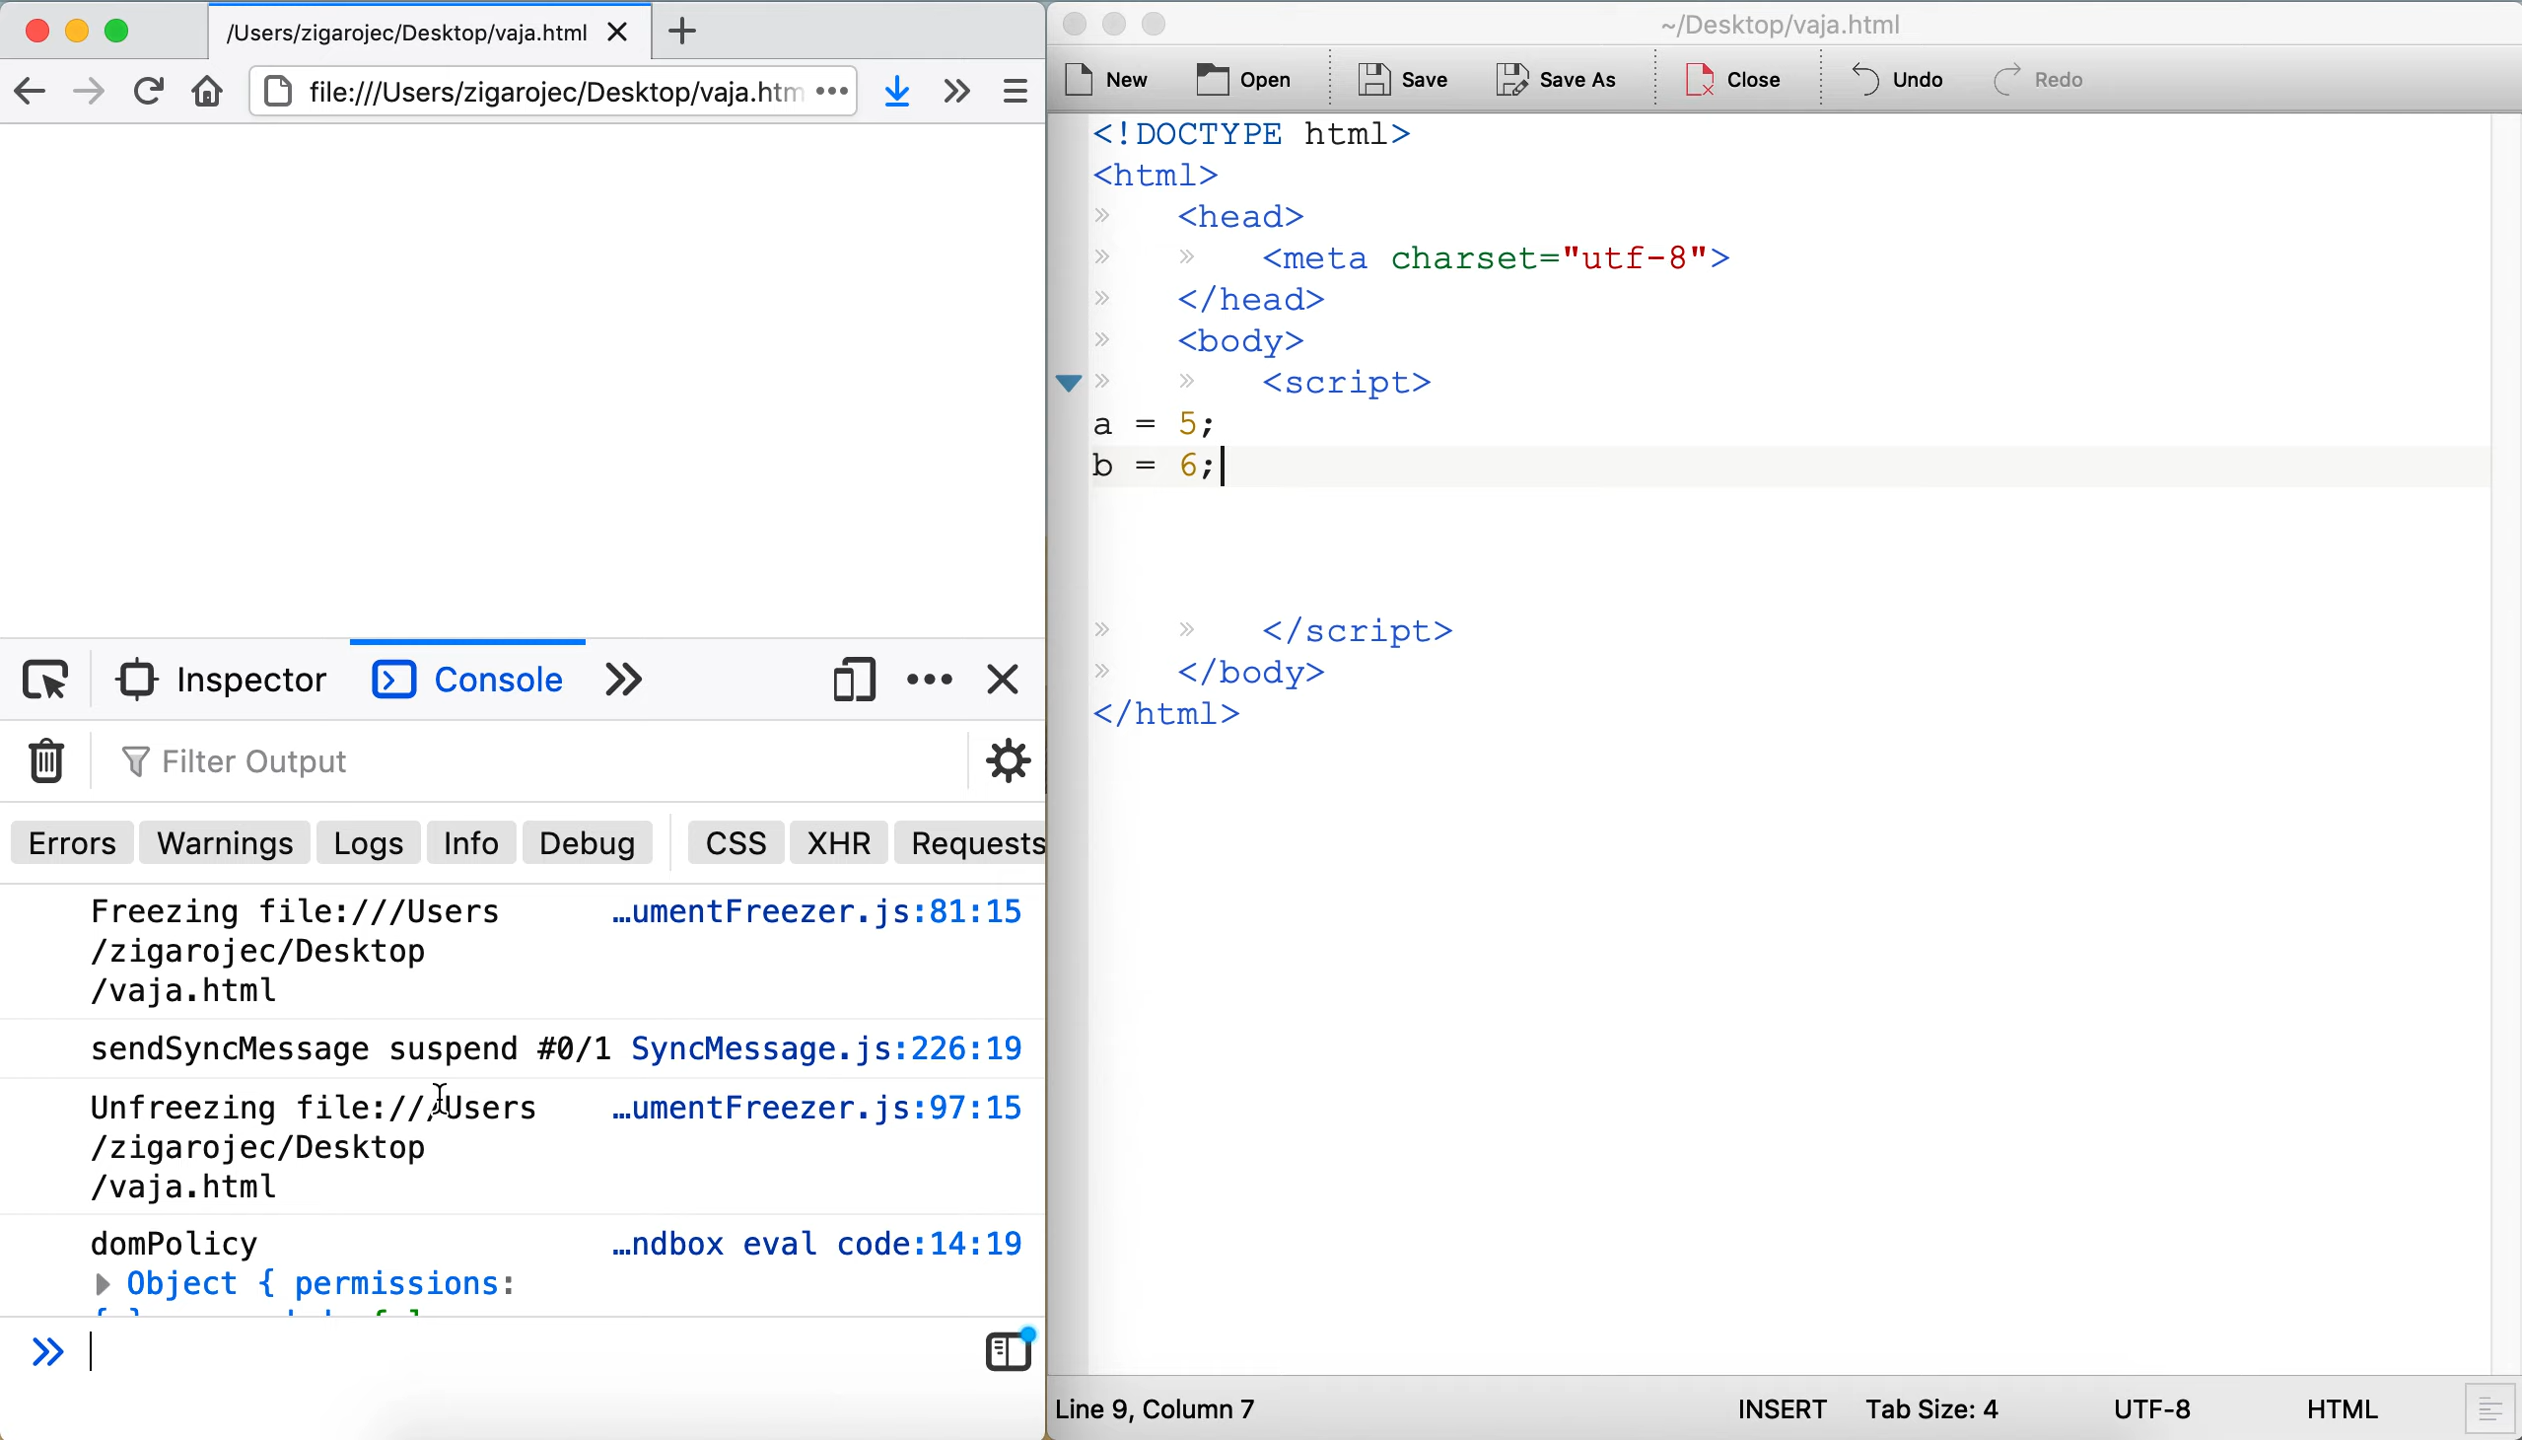 /Users/zigarojec/Desktop/vaja.html
file:///Users/zigarojec/Desktop/vaja.htm
Inspector Console
Filter Output
Errors Warnings Logs Info Debug CSS XHR Requests
Freezing file:///Users …umentFreezer.js:81:15
/zigarojec/Desktop
/vaja.html
sendSyncMessage suspend #0/1 SyncMessage.js:226:19
Unfreezing file:///Users …umentFreezer.js:97:15
/zigarojec/Desktop
/vaja.html
domPolicy …ndbox eval code:14:19
Object { permissions:
~/Desktop/vaja.html
New Open Save Save As Close Undo Redo
<!DOCTYPE html>
<html>
» <head>
» » <meta charset="utf-8">
» </head>
» <body>
» » <script>
a = 5;
b = 6;
» » </script>
» </body>
</html>
Line 9, Column 7 INSERT Tab Size: 4 UTF-8 HTML